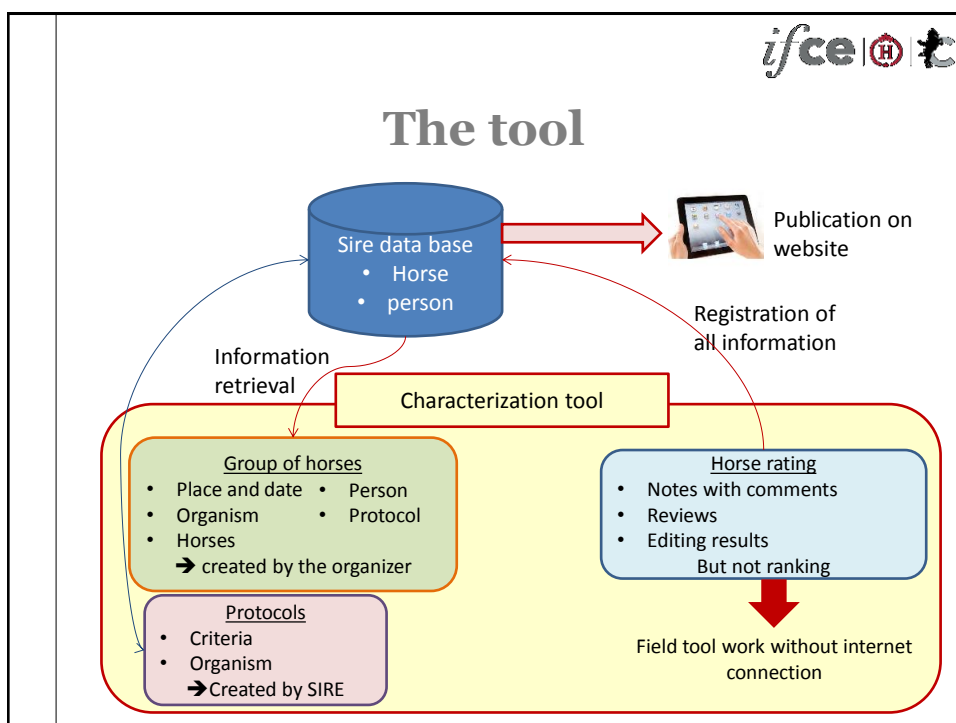 ifce | H |
The tool
Sire data base
• Horse
• person
Publication on
website
Registration of
all information
Information
retrieval
Characterization tool
Group of horses
• Place and date
• Organism
• Horses
• Person
• Protocol
➔ created by the organizer
Horse rating
• Notes with comments
• Reviews
• Editing results
But not ranking
Protocols
• Criteria
• Organism
➔Created by SIRE
Field tool work without internet
connection